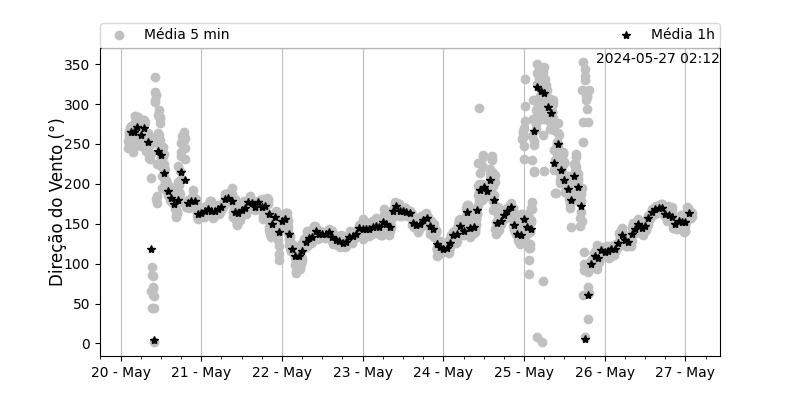 Média 5 min
Média 1h
2024-05-27 02:12
Direção do Vento (°)
350
300
250
200
150
100
50
0
20 - May
21 - May
22 - May
23 - May
24 - May
25 - May
26 - May
27 - May